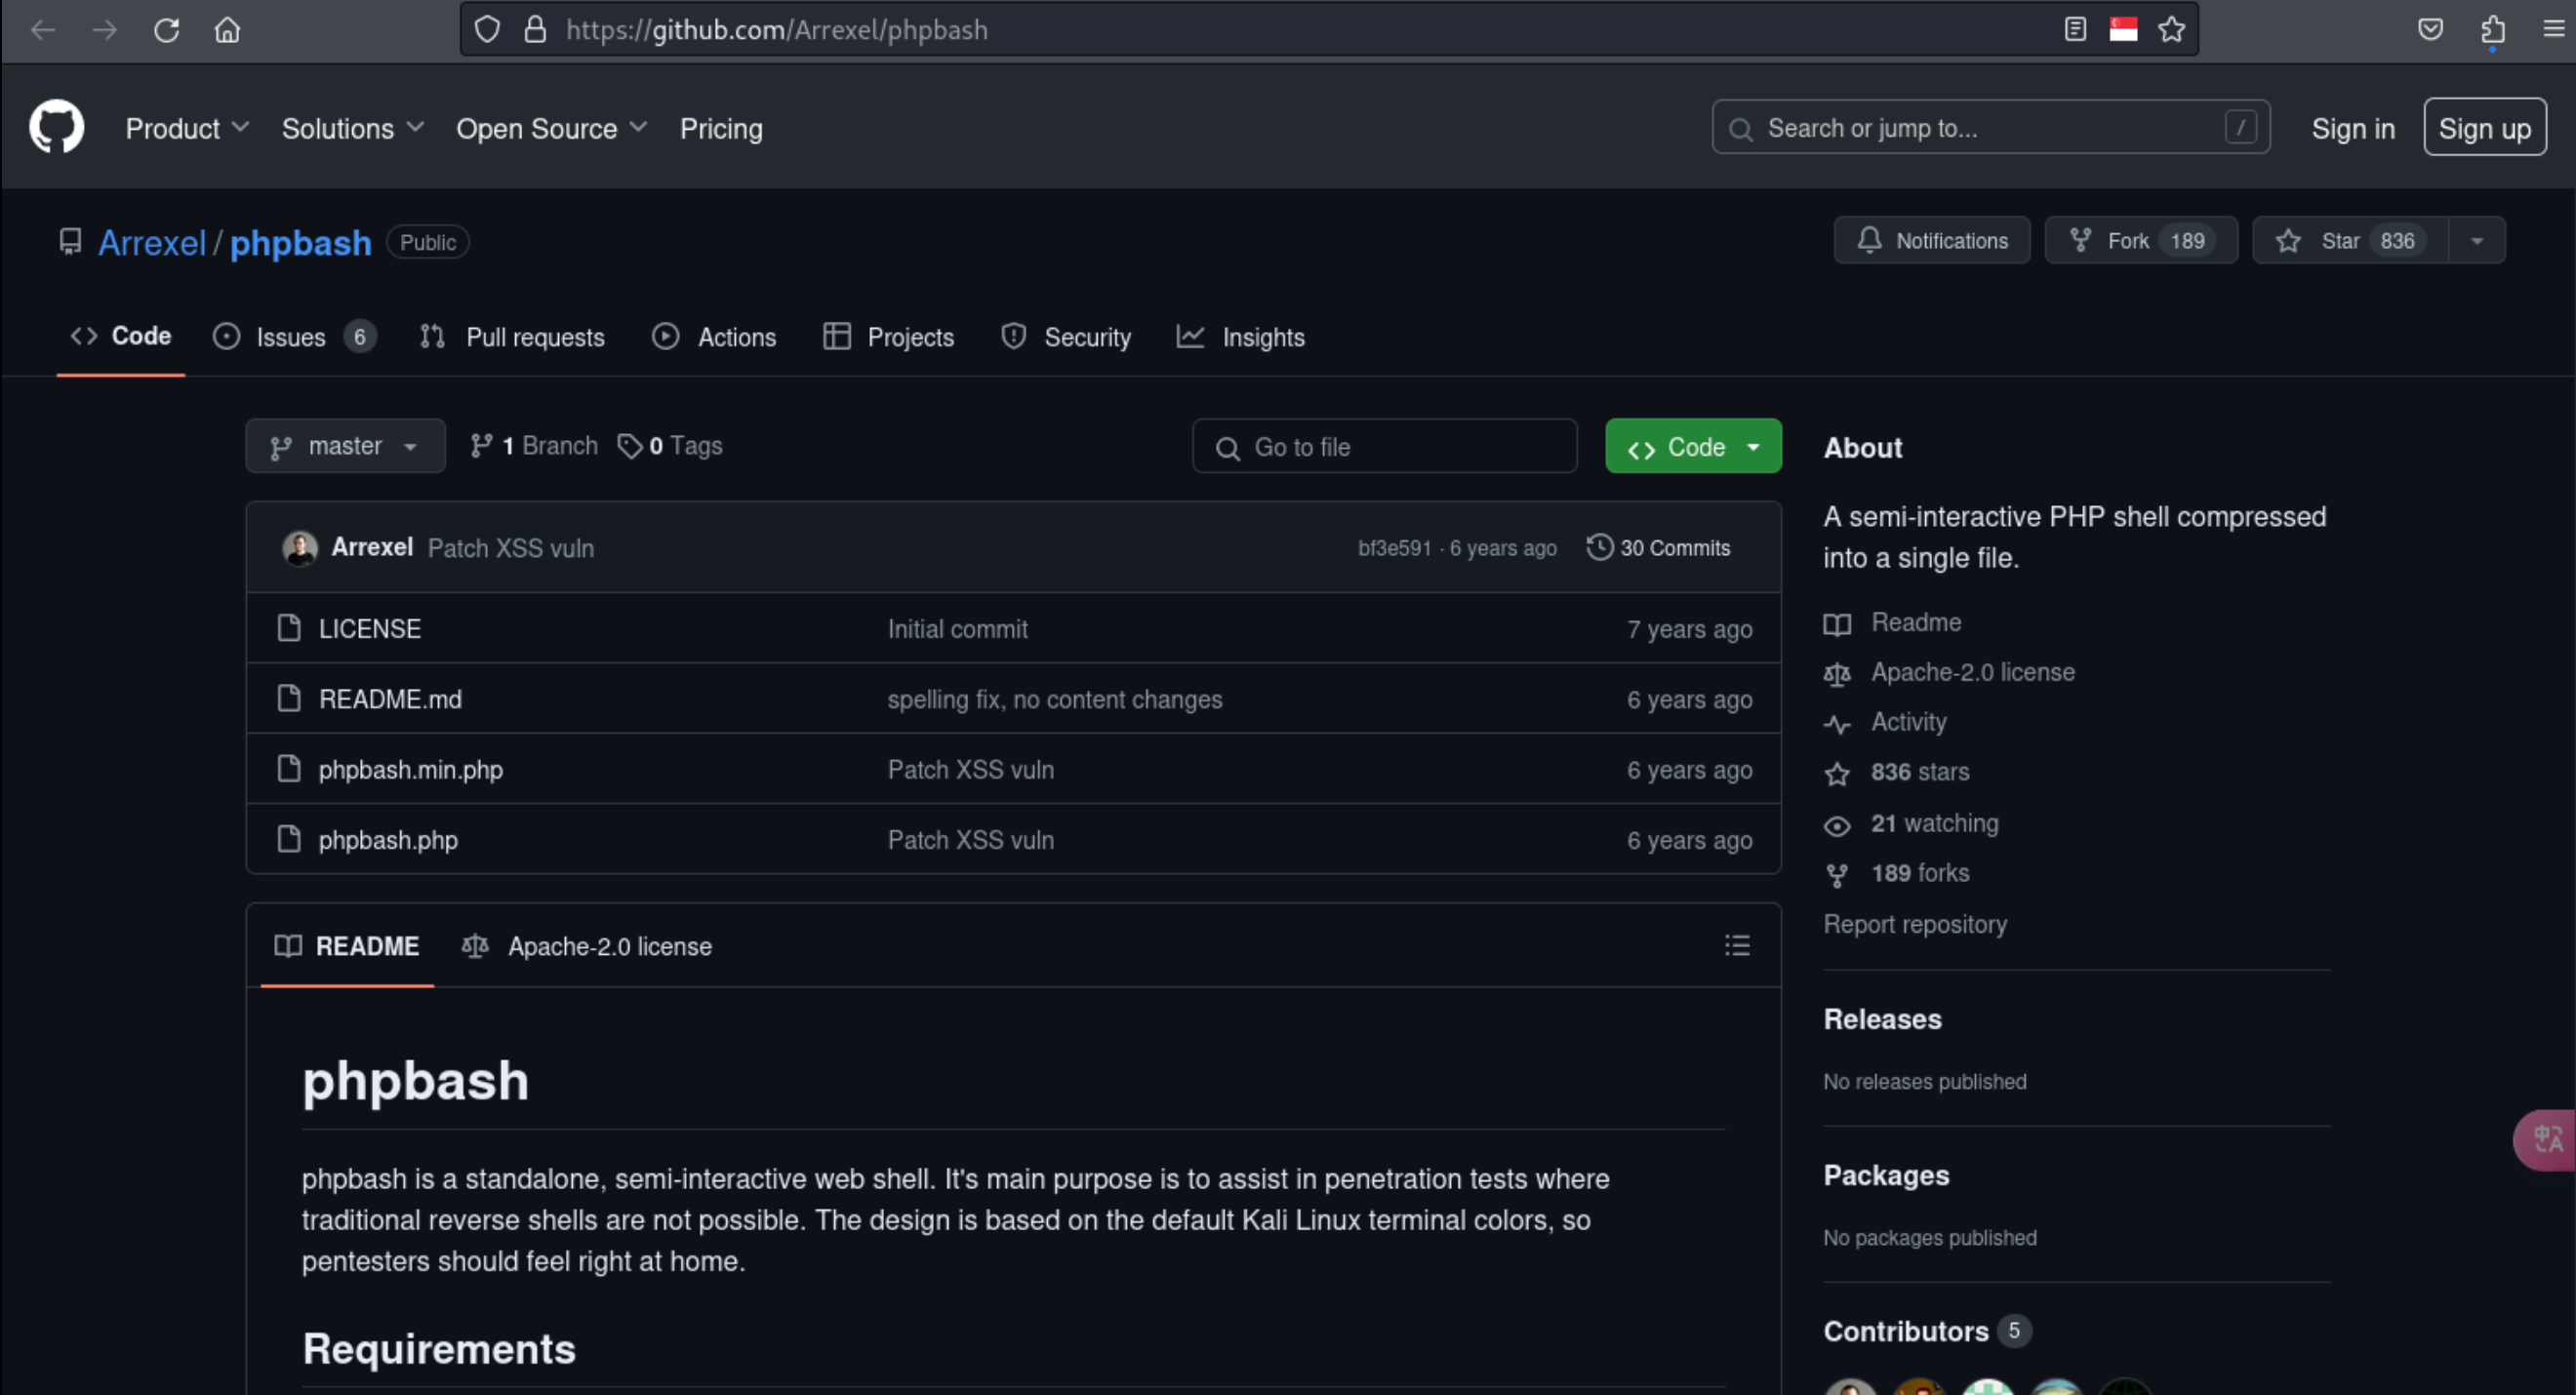 https://github.com/Arrexel/phpbash
Product Solutions Open Source Pricing
Search or jump to... /
Sign in Sign up
Arrexel / phpbash Public
Notifications Fork 189 Star 836
Code Issues 6 Pull requests Actions Projects Security Insights
master 1 Branch 0 Tags
Go to file Code
Arrexel Patch XSS vuln bf3e591 · 6 years ago 30 Commits
LICENSE Initial commit 7 years ago
README.md spelling fix, no content changes 6 years ago
phpbash.min.php Patch XSS vuln 6 years ago
phpbash.php Patch XSS vuln 6 years ago
README Apache-2.0 license
phpbash
phpbash is a standalone, semi-interactive web shell. It's main purpose is to assist in penetration tests where
traditional reverse shells are not possible. The design is based on the default Kali Linux terminal colors, so
pentesters should feel right at home.
Requirements
About
A semi-interactive PHP shell compressed
into a single file.
Readme
Apache-2.0 license
Activity
836 stars
21 watching
189 forks
Report repository
Releases
No releases published
Packages
No packages published
Contributors 5
中A